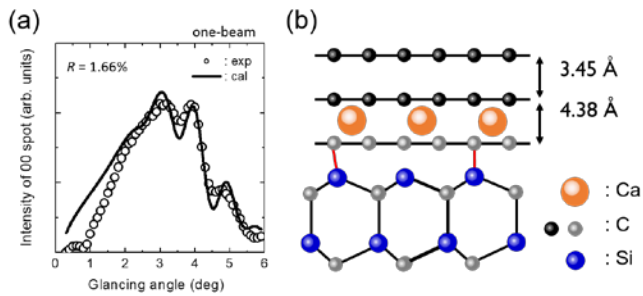 (a)
one-beam
R = 1.66%
: exp
: cal
Intensity of 00 spot (arb. units)
0 1 2 3 4 5 6
Glancing angle (deg)
(b)
3.45 Å
4.38 Å
: Ca
: C
: Si